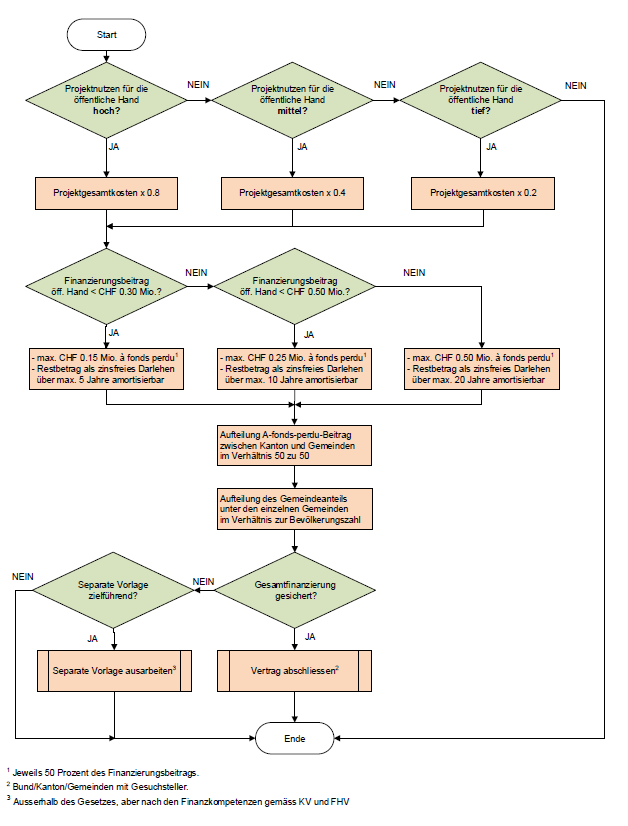 Start
Projektnutzen für die
öffentliche Hand
hoch?
NEIN
Projektnutzen für die
öffentliche Hand
mittel?
NEIN
Projektnutzen für die
öffentliche Hand
tief?
NEIN
JA
JA
JA
Projektgesamtkosten x 0.8
Projektgesamtkosten x 0.4
Projektgesamtkosten x 0.2
Finanzierungsbeitrag
öff. Hand < CHF 0.30 Mio.?
NEIN
Finanzierungsbeitrag
öff. Hand < CHF 0.50 Mio.?
NEIN
JA
JA
- max. CHF 0.15 Mio. à fonds perdu¹
- Restbetrag als zinsfreies Darlehen
über max. 5 Jahre amortisierbar
- max. CHF 0.25 Mio. à fonds perdu¹
- Restbetrag als zinsfreies Darlehen
über max. 10 Jahre amortisierbar
- max. CHF 0.50 Mio. à fonds perdu¹
- Restbetrag als zinsfreies Darlehen
über max. 20 Jahre amortisierbar
Aufteilung A-fonds-perdu-Beitrag
zwischen Kanton und Gemeinden
im Verhältnis 50 zu 50
Aufteilung des Gemeindeanteils
unter den einzelnen Gemeinden
im Verhältnis zur Bevölkerungszahl
NEIN
Separate Vorlage
zielführend?
NEIN
Gesamtfinanzierung
gesichert?
JA
JA
Separate Vorlage ausarbeiten³
Vertrag abschliessen²
Ende
¹ Jeweils 50 Prozent des Finanzierungsbeitrags.
² Bund/Kanton/Gemeinden mit Gesuchsteller.
³ Ausserhalb des Gesetzes, aber nach den Finanzkompetenzen gemäss KV und FHV